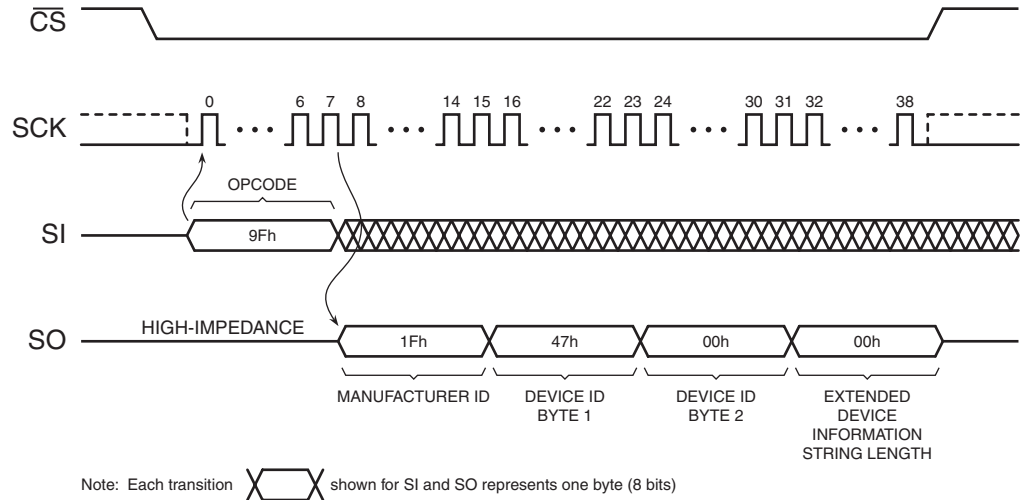 CS
0 6 7 8 14 15 16 22 23 24 30 31 32 38
SCK
OPCODE
SI
9Fh
HIGH-IMPEDANCE
SO
1Fh 47h 00h 00h
MANUFACTURER ID
DEVICE ID
BYTE 1
DEVICE ID
BYTE 2
EXTENDED
DEVICE
INFORMATION
STRING LENGTH
Note: Each transition shown for SI and SO represents one byte (8 bits)